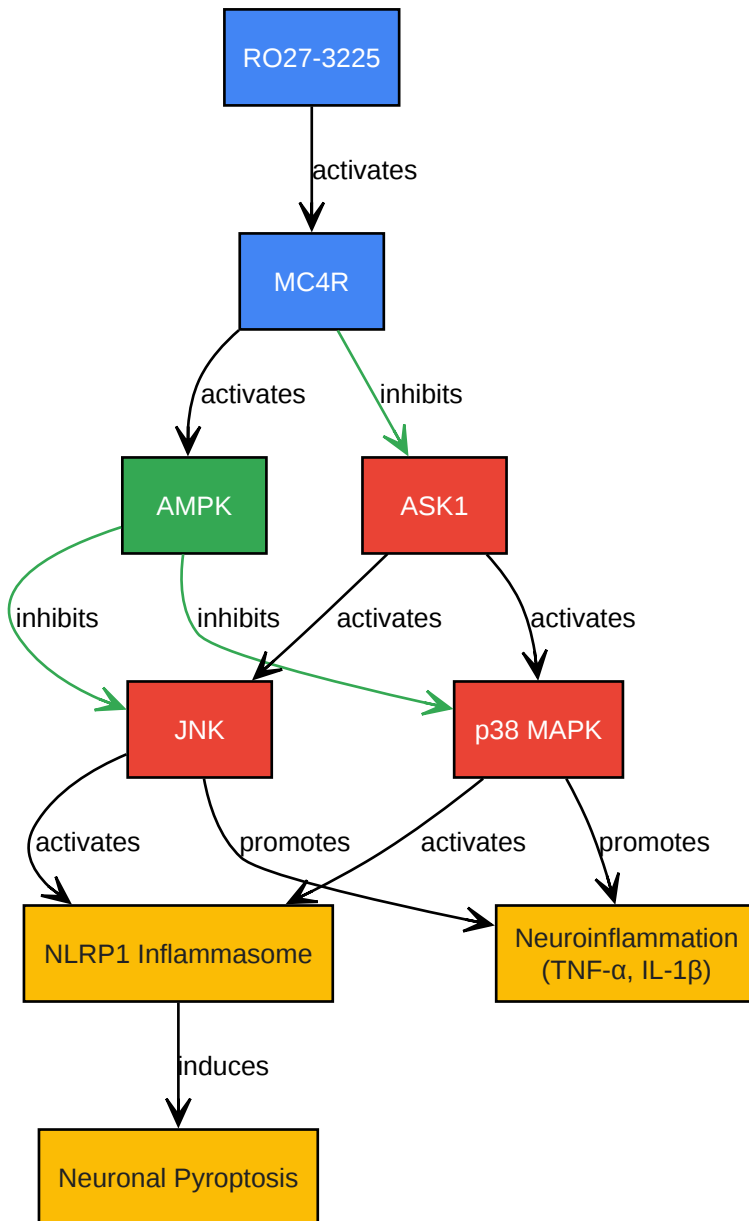 RO27-3225
activates
MC4R
activates
inhibits
AMPK
ASK1
inhibits
inhibits
activates
activates
JNK
p38 MAPK
activates
promotes
activates
promotes
NLRP1 Inflammasome
Neuroinflammation
(TNF-α, IL-1β)
induces
Neuronal Pyroptosis